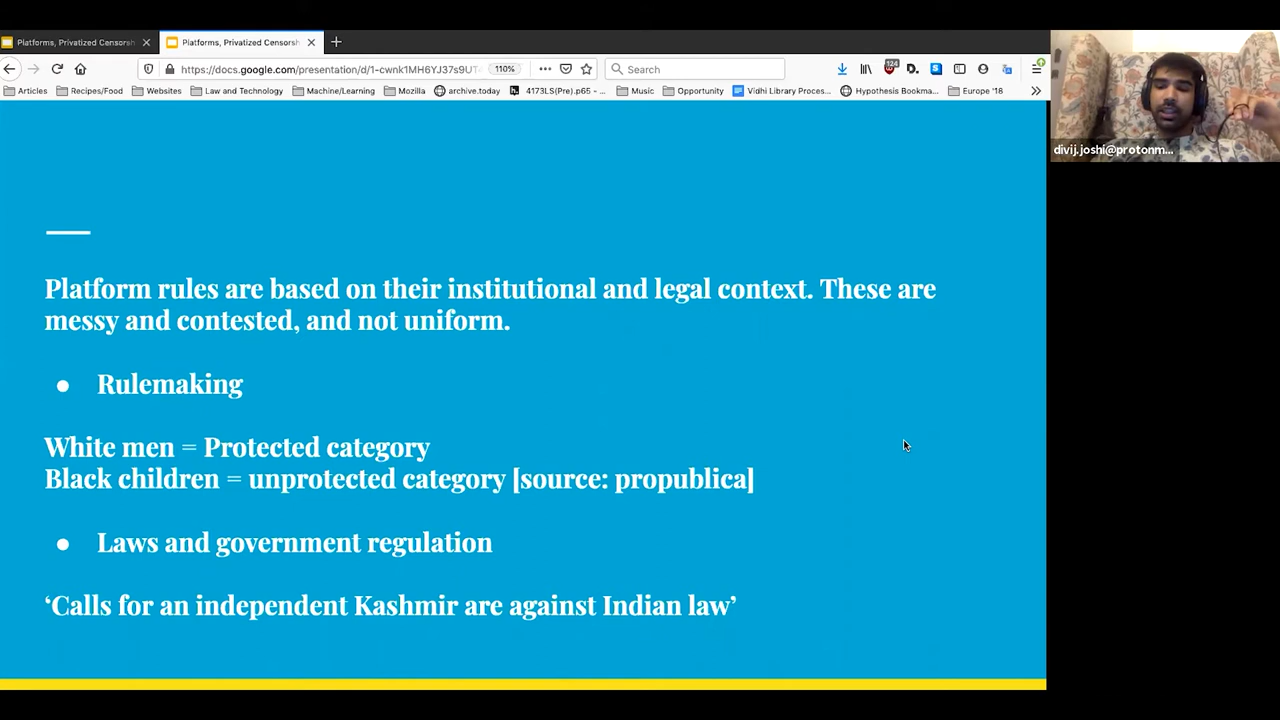 Platforms, Privatized Censorsh
Platforms, Privatized Censorsh
https://docs.google.com/presentation/d/1-cwnk1MH6YJ37s9UT
110%
Search
124
D.
S
Articles
Recipes/Food
Websites
Law and Technology
Machine/Learning
Mozilla
archive.today
4173LS(Pre).p65 - ...
Music
Opportunity
Vidhi Library Proces...
Hypothesis Bookma...
Europe '18
divij.joshi@protonm...
Platform rules are based on their institutional and legal context. These are
messy and contested, and not uniform.
● Rulemaking
White men = Protected category
Black children = unprotected category [source: propublica]
● Laws and government regulation
‘Calls for an independent Kashmir are against Indian law’